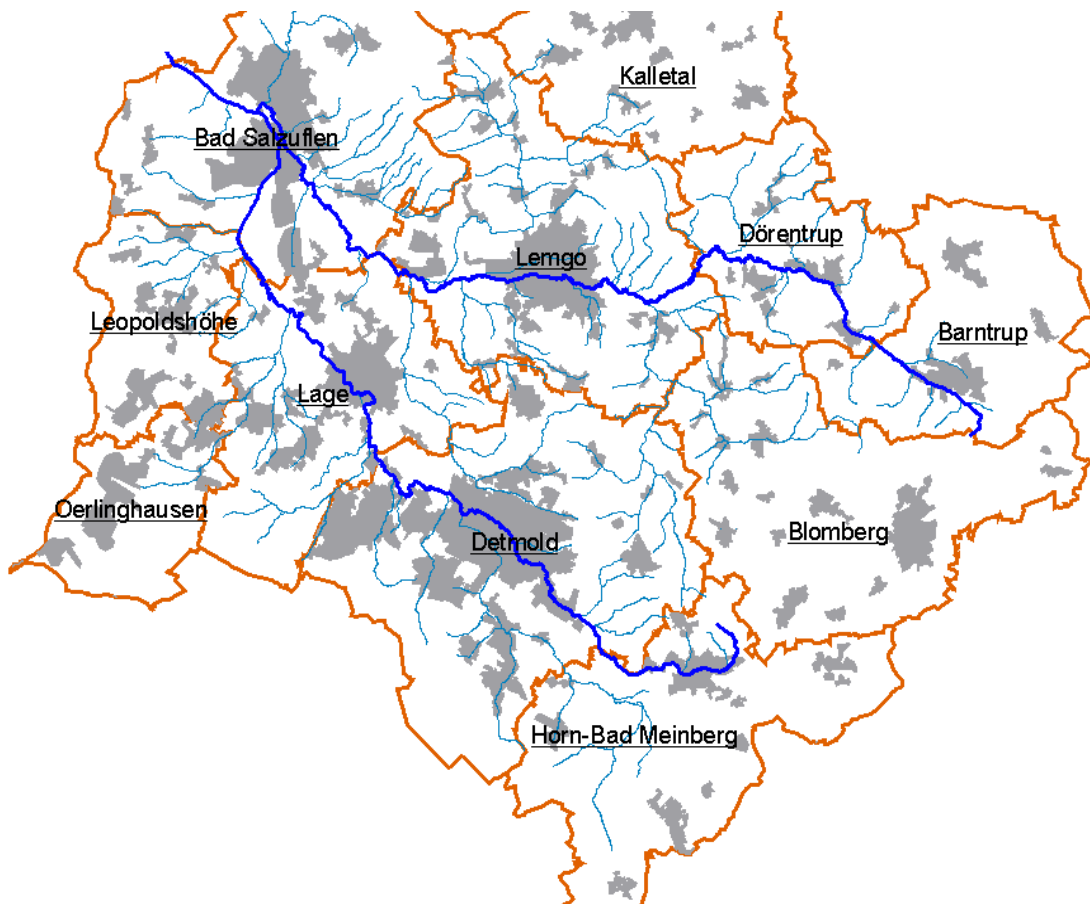 Kalletal
Bad Salzuflen
Dörentrup
Lemgo
Leopoldshöhe
Barntrup
Lage
Oerlinghausen
Blomberg
Detmold
Horn-Bad Meinberg